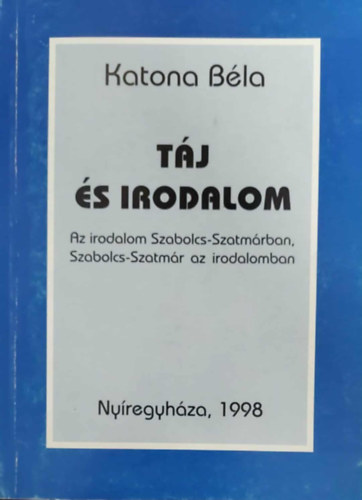 Katona Béla
TÁJ
ÉS IRODALOM
Az irodalom Szabolcs-Szatmárban,
Szabolcs-Szatmár az irodalomban
Nyíregyháza, 1998